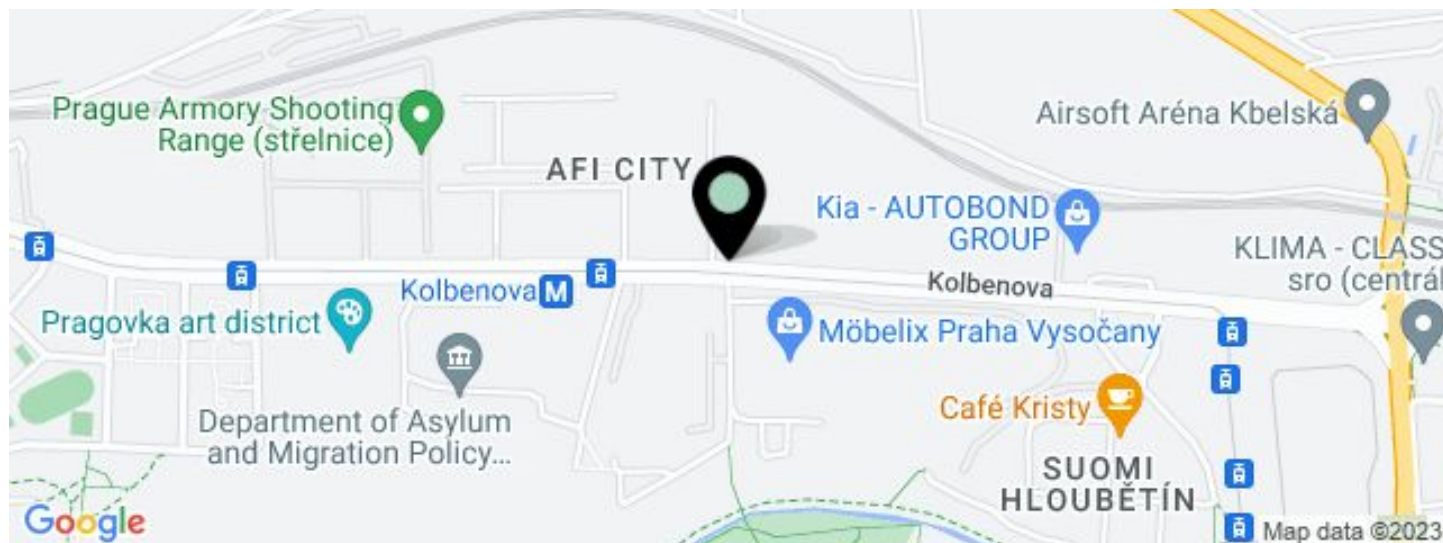 Prague Armory Shooting
Range (střelnice)
Airsoft Aréna Kbelská
AFI CITY
Kia - AUTOBOND
GROUP
KLIMA - CLASS
sro (centrál
Kolbenova
M
Kolbenova
Pragovka art district
Möbelix Praha Vysočany
Café Kristy
Department of Asylum
and Migration Policy...
SUOMI
HLOUBĚTÍN
Google
Map data ©2023